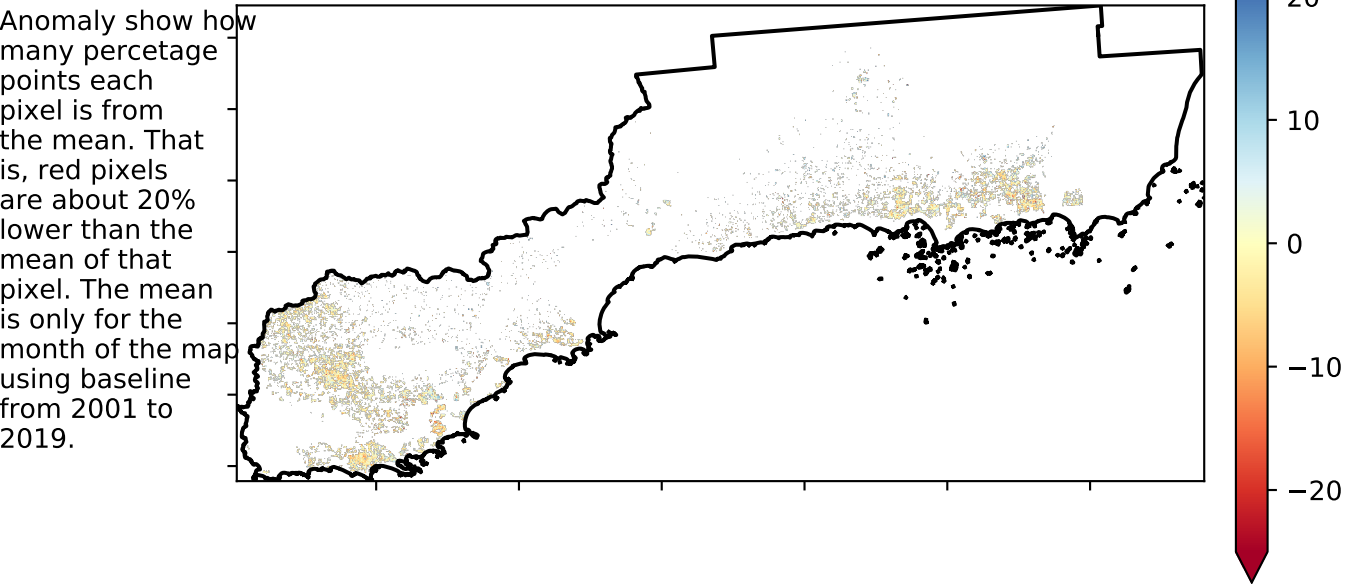 Anomaly show how
many percetage
points each
pixel is from
the mean. That
is, red pixels
are about 20%
lower than the
mean of that
pixel. The mean
is only for the
month of the map
using baseline
from 2001 to
2019.
20
10
0
−10
−20